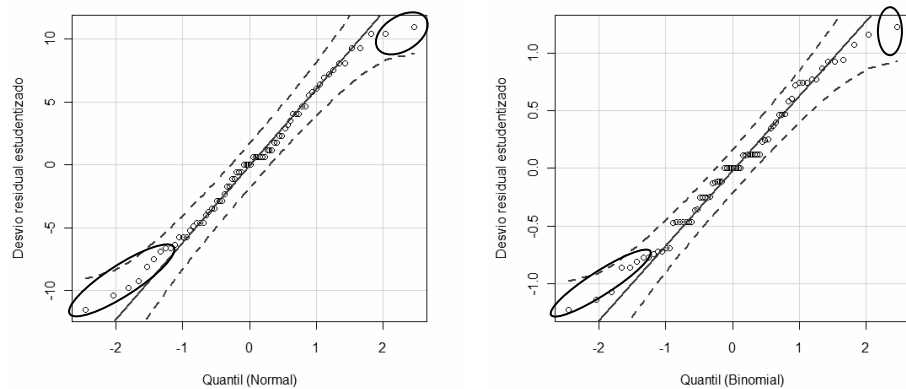 Desvio residual estudentizado
10
5
0
-5
-10
-2 -1 0 1 2
Quantil (Normal)
Desvio residual estudentizado
1.0
0.5
0.0
-0.5
-1.0
-2 -1 0 1 2
Quantil (Binomial)